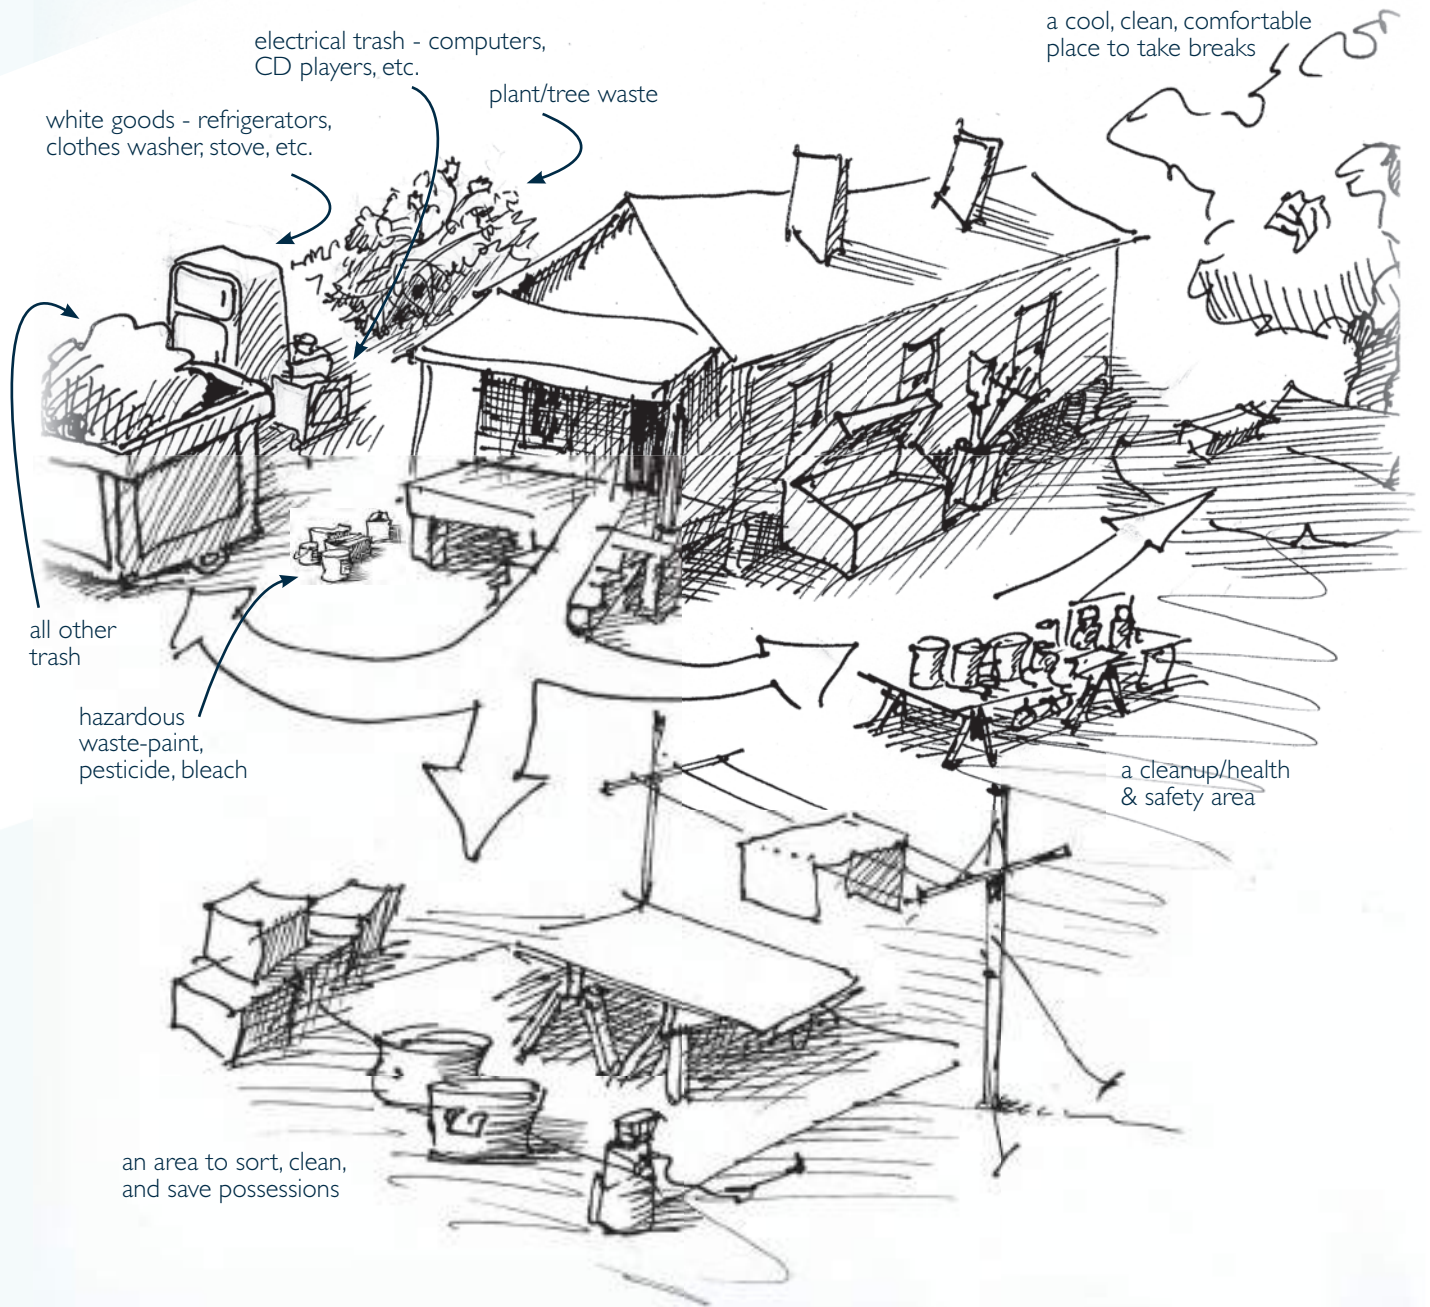 a cool, clean, comfortable
place to take breaks
electrical trash - computers,
CD players, etc.
plant/tree waste
white goods - refrigerators,
clothes washer, stove, etc.
all other
trash
hazardous
waste-paint,
pesticide, bleach
a cleanup/health
& safety area
an area to sort, clean,
and save possessions